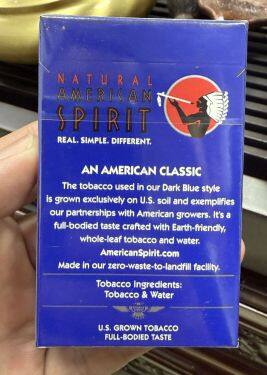 NATURAL
AMERICAN
SPIRIT
REAL. SIMPLE. DIFFERENT.
AN AMERICAN CLASSIC
The tobacco used in our Dark Blue style
is grown exclusively on U.S. soil and exemplifies
our partnerships with American growers. It's a
full-bodied taste crafted with Earth-friendly,
whole-leaf tobacco and water.
AmericanSpirit.com
Made in our zero-waste-to-landfill facility.
Tobacco Ingredients:
Tobacco & Water
U.S. GROWN TOBACCO
FULL-BODIED TASTE